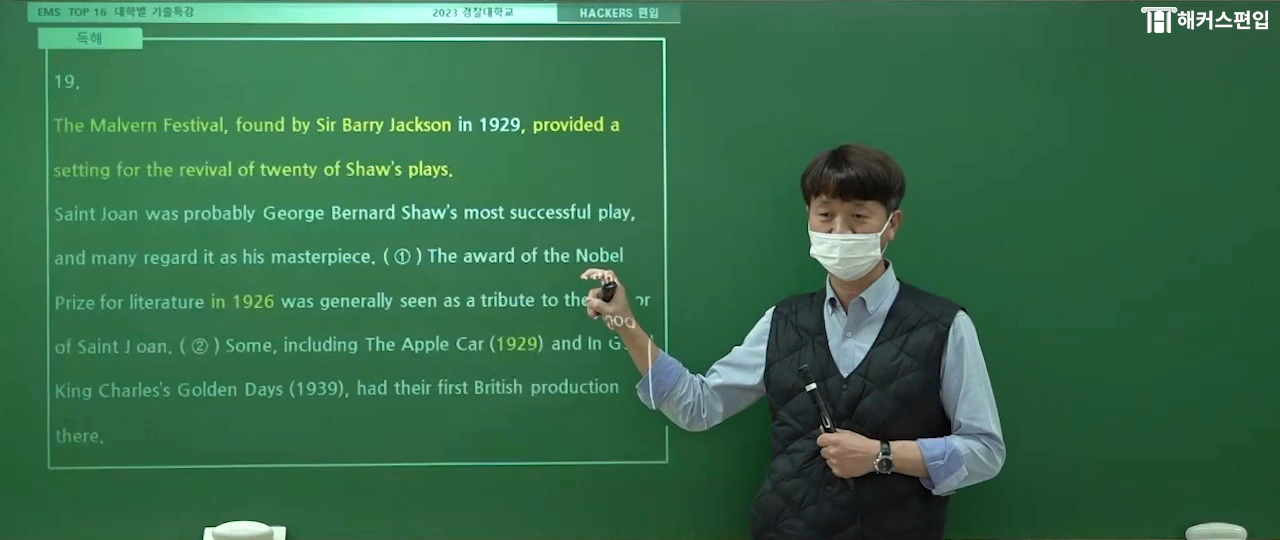 EMS TOP 16 대학별 기출특강 2023 경찰대학교 HACKERS 편입
해커스편입
독해
19.
The Malvern Festival, found by Sir Barry Jackson in 1929, provided a
setting for the revival of twenty of Shaw's plays.
Saint Joan was probably George Bernard Shaw's most successful play,
and many regard it as his masterpiece. ( ① ) The award of the Nobel
Prize for literature in 1926 was generally seen as a tribute to the
of Saint J oan. ( ② ) Some, including The Apple Car (1929) and In
King Charles's Golden Days (1939), had their first British production
there.